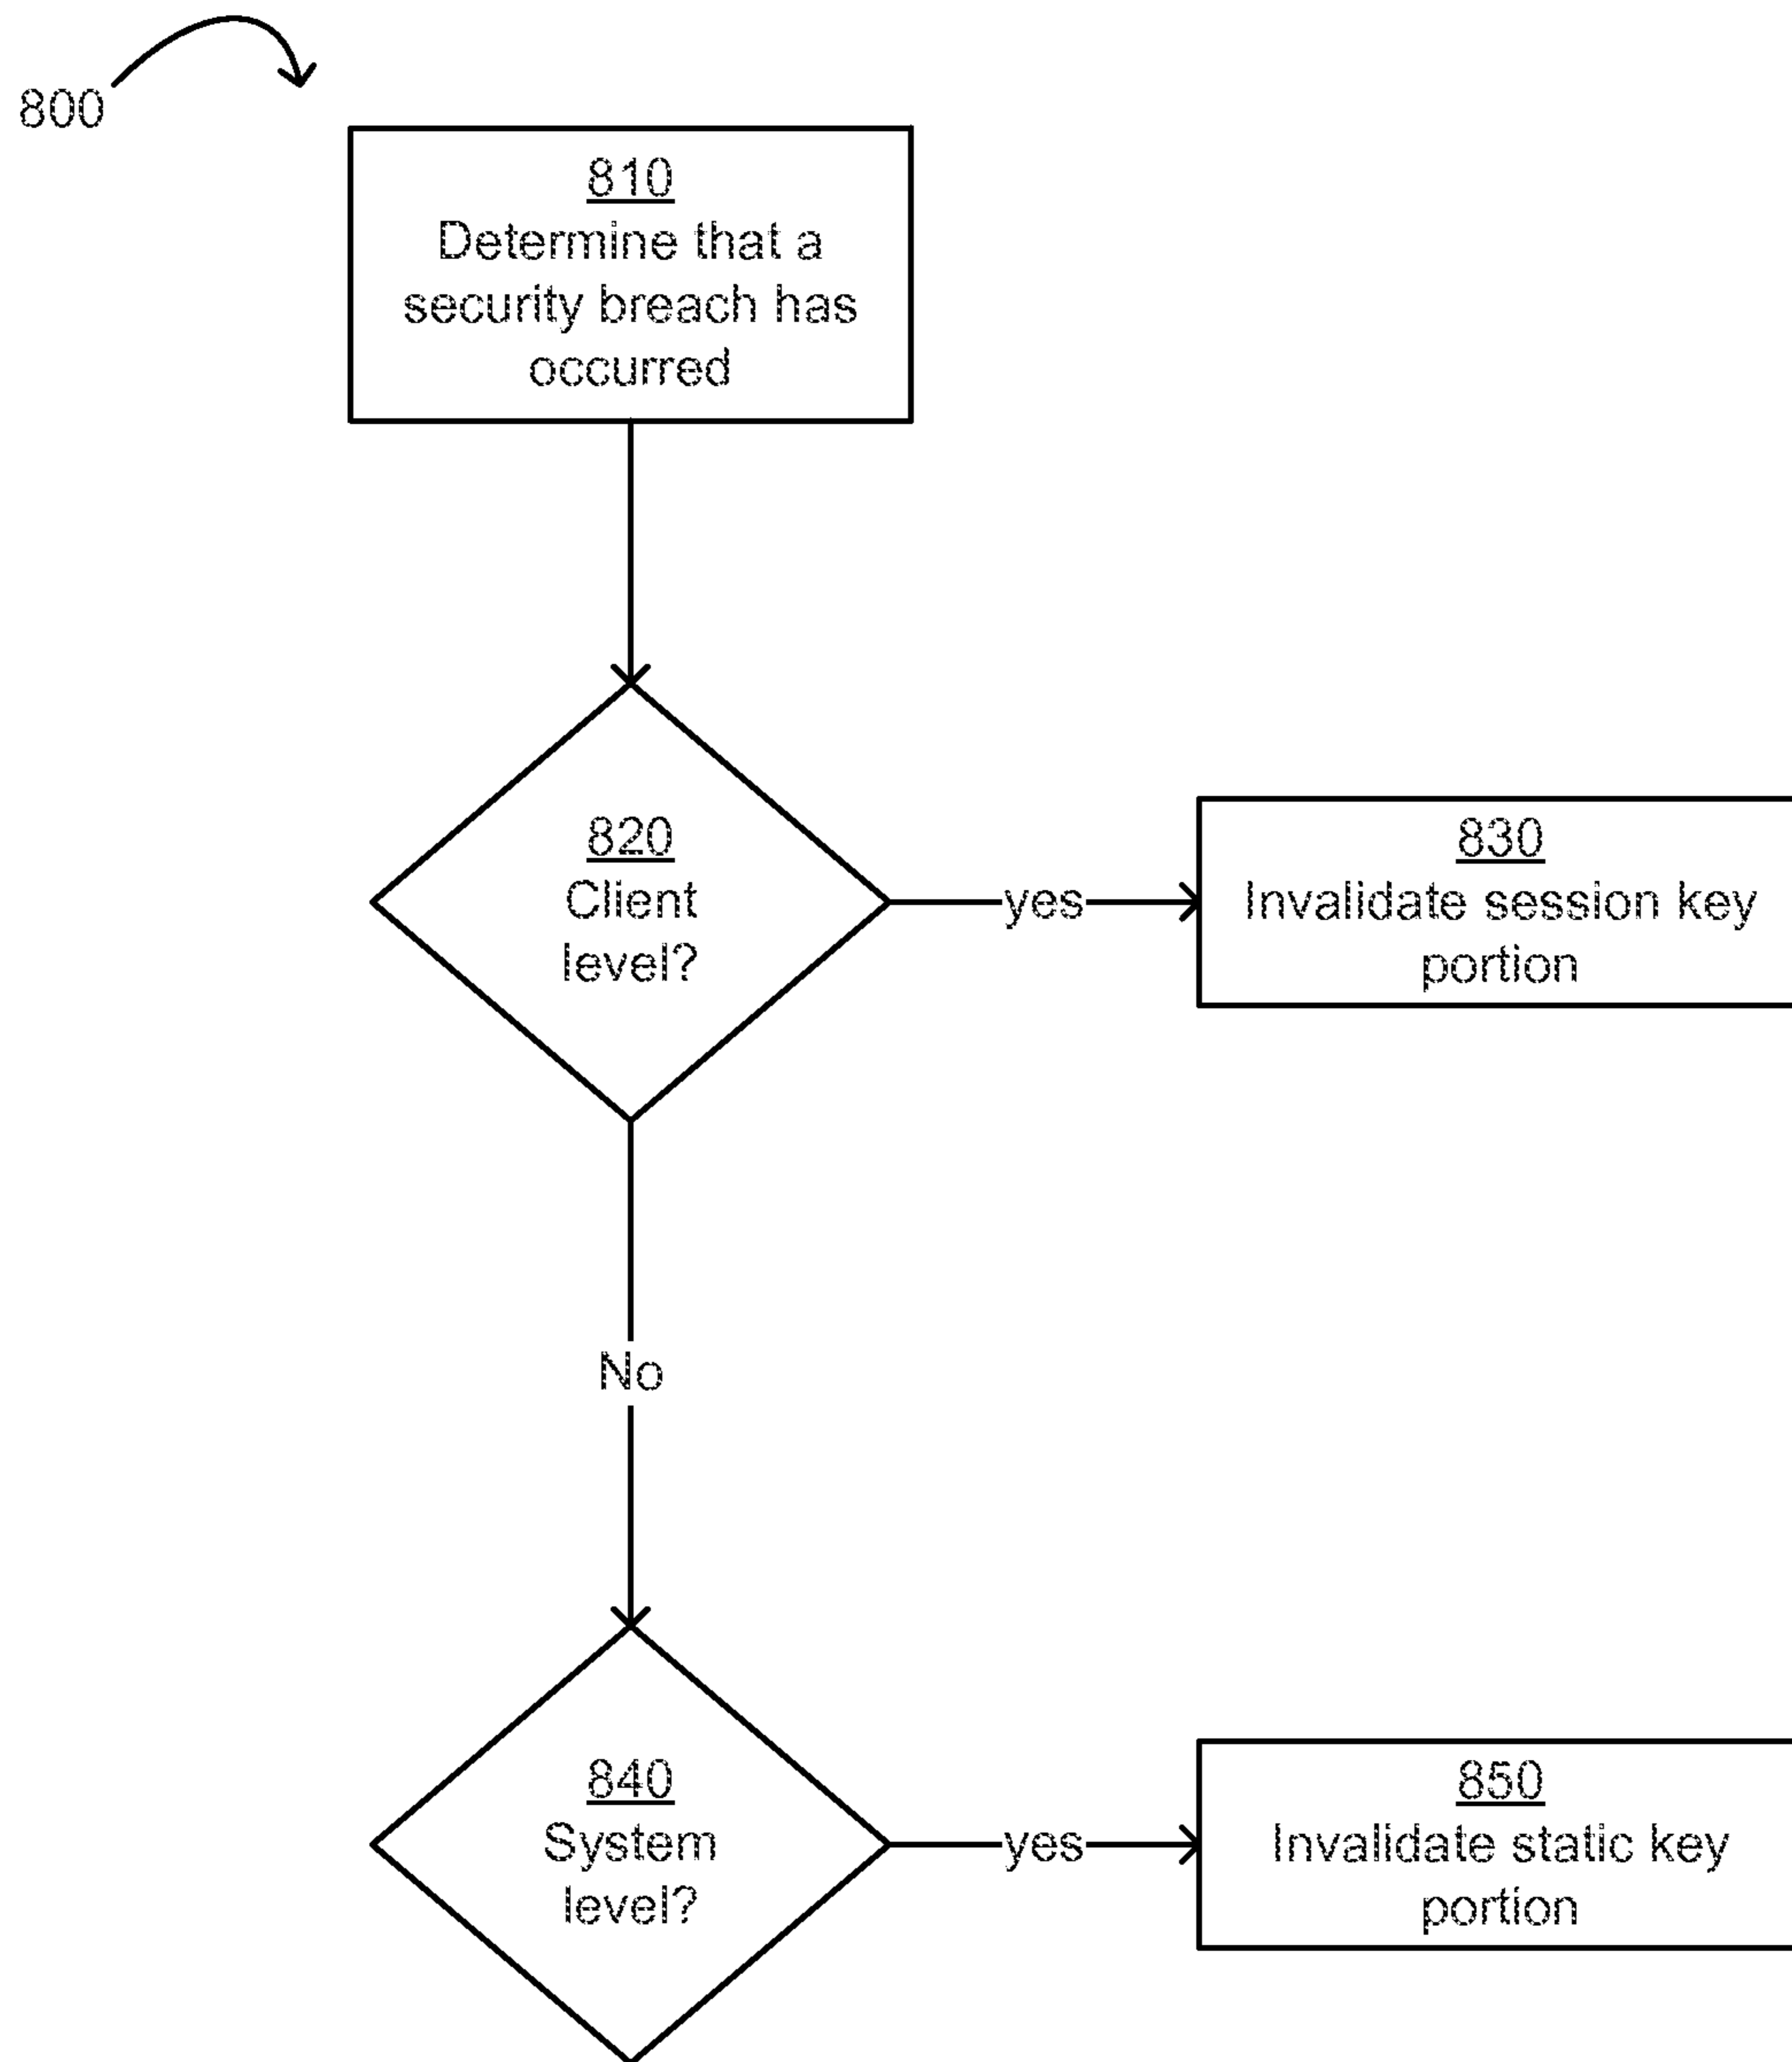 800
810
Determine that a
security breach has
occurred
820
Client
level?
yes
830
Invalidate session key
portion
No
840
System
level?
yes
850
Invalidate static key
portion